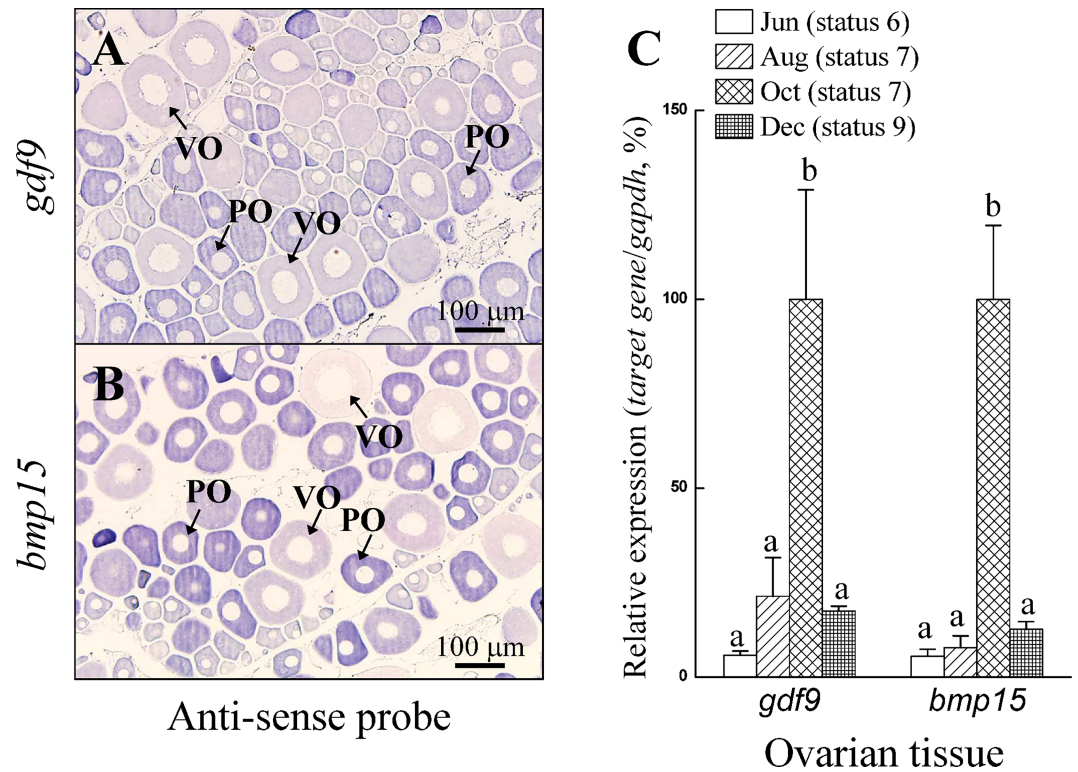 A
VO
PO
PO
VO
100 μm
gdf9
B
VO
PO
VO
PO
100 μm
bmp15
Anti-sense probe
C
Jun (status 6)
Aug (status 7)
Oct (status 7)
Dec (status 9)
Relative expression (target gene/gapdh, %)
150
100
50
0
a
a
b
a
a
a
b
a
gdf9
bmp15
Ovarian tissue